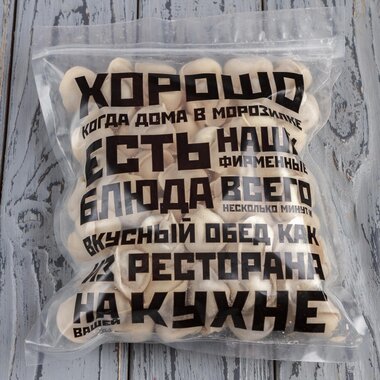 ХОРОШО
КОГДА ДОМА В МОРОЗИЛКЕ
ЕСТЬ НАШИ
ФИРМЕННЫЕ
БЛЮДА ВСЕГО
НЕСКОЛЬКО МИНУТ И
ВКУСНЫЙ ОБЕД КАК
ИЗ РЕСТОРАНА
НА ВАШЕЙ КУХНЕ